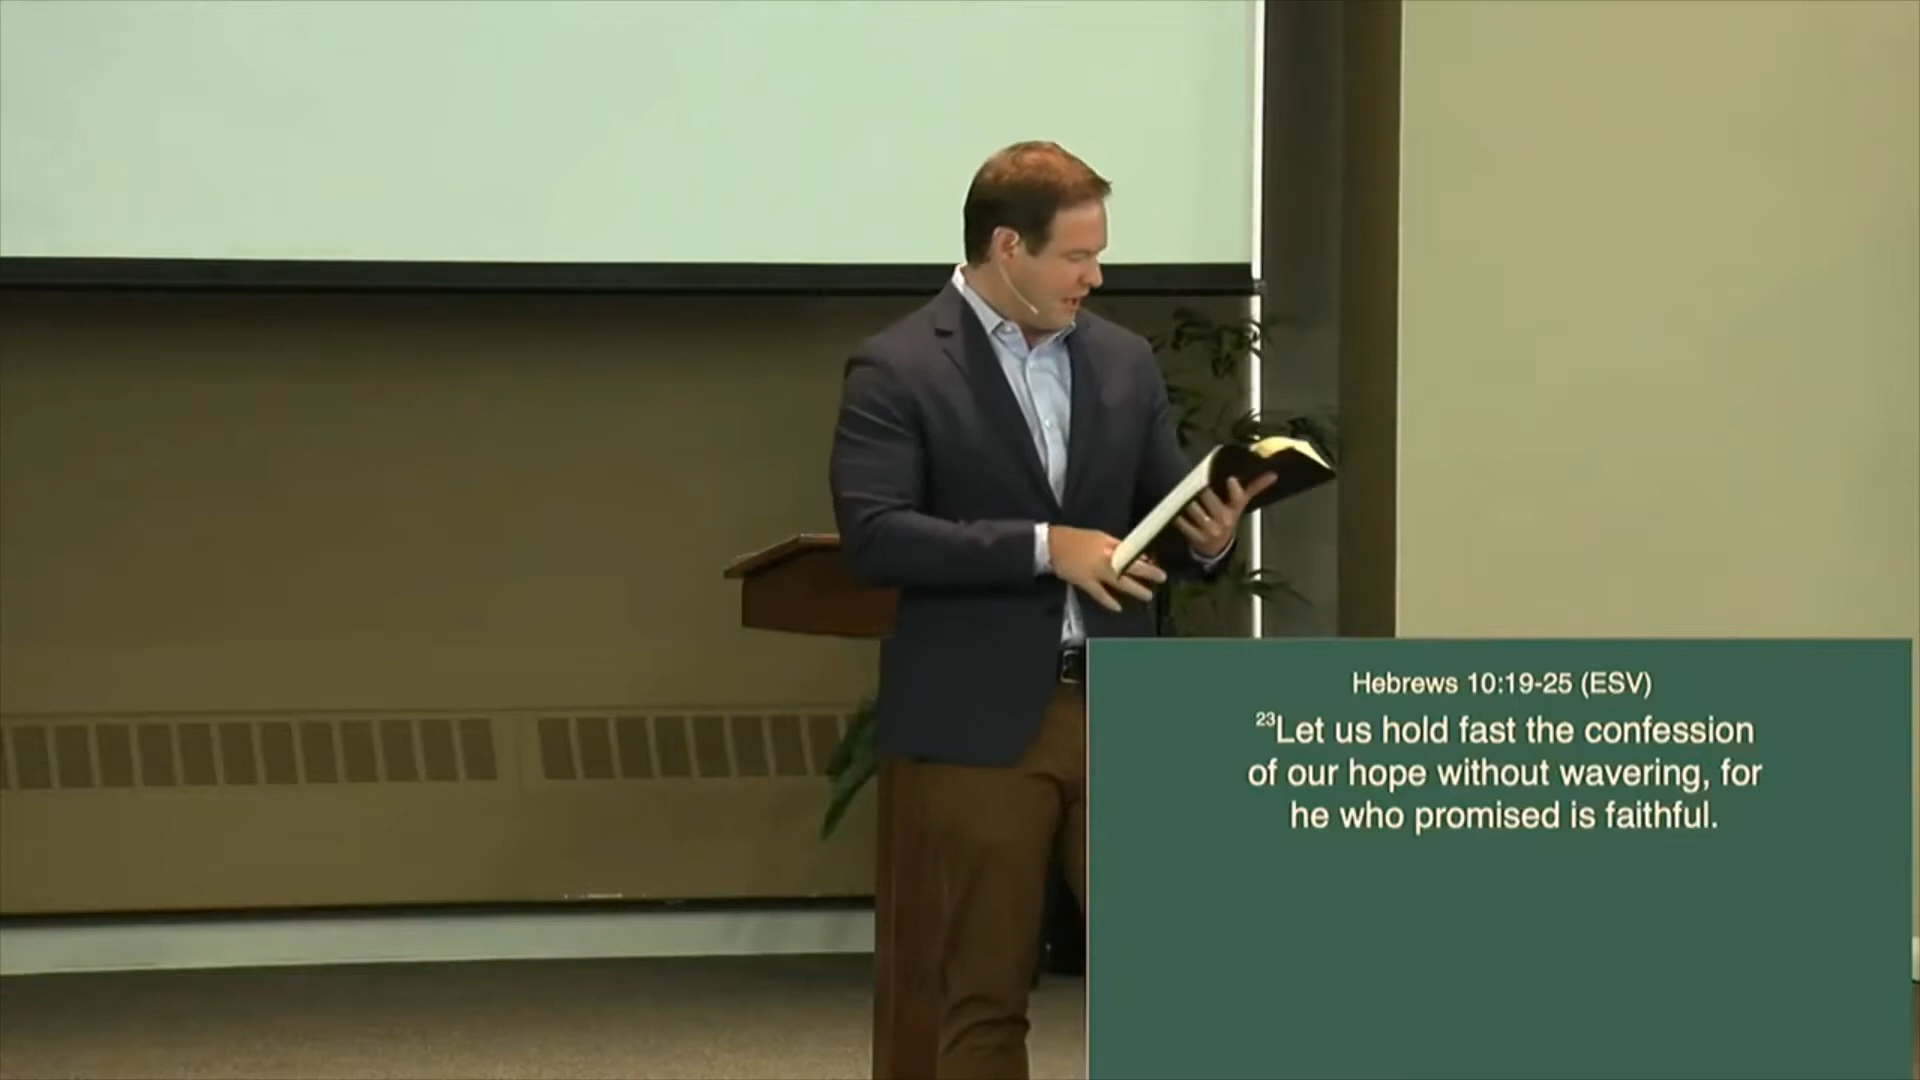 Hebrews 10:19-25 (ESV)
23Let us hold fast the confession
of our hope without wavering, for
he who promised is faithful.